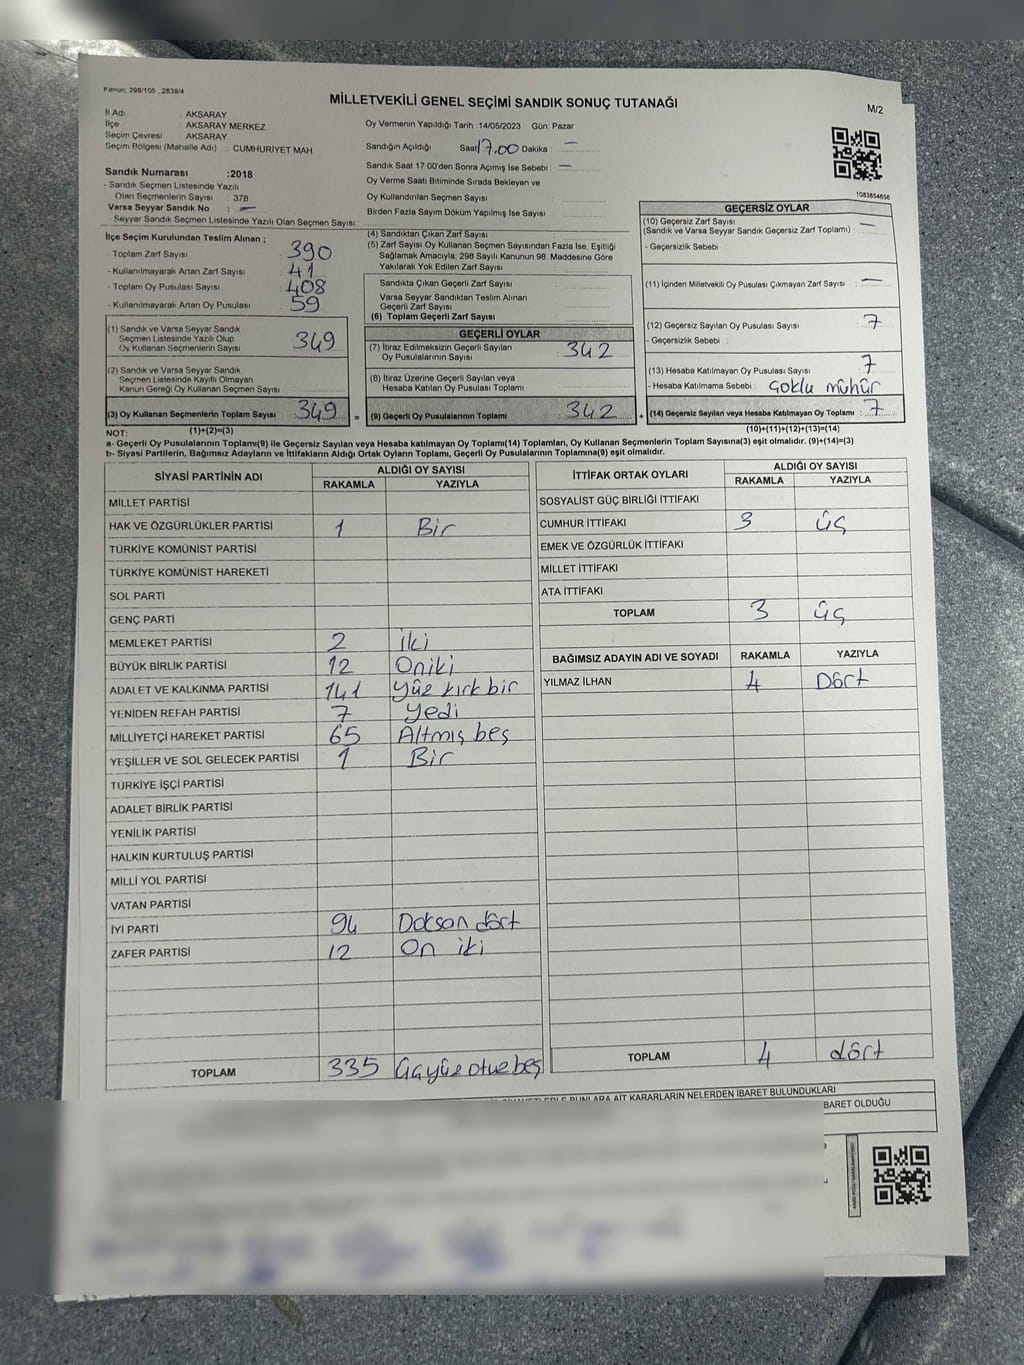 Kanun: 298/105 , 2839/4
MİLLETVEKİLİ GENEL SEÇİMİ SANDIK SONUÇ TUTANAĞI
M/2
İl Adı : AKSARAY
İlçe : AKSARAY MERKEZ
Seçim Çevresi : AKSARAY
Seçim Bölgesi (Mahalle Adı) : CUMHURİYET MAH
Sandık Numarası :2018
- Sandık Seçmen Listesinde Yazılı
Olan Seçmenlerin Sayısı : 378
Varsa Seyyar Sandık No : —
- Seyyar Sandık Seçmen Listesinde Yazılı Olan Seçmen Sayısı:
Oy Vermenin Yapıldığı Tarih :14/05/2023 Gün: Pazar
Sandığın Açıldığı Saat 17.00 Dakika : —
Sandık Saat 17:00'den Sonra Açılmış İse Sebebi : —
Oy Verme Saati Bitiminde Sırada Bekleyen ve
Oy Kullandırılan Seçmen Sayısı :
Birden Fazla Sayım Döküm Yapılmış İse Sayısı :
1083854656
İlçe Seçim Kurulundan Teslim Alınan ;
- Toplam Zarf Sayısı : 390
- Kullanılmayarak Artan Zarf Sayısı : 41
- Toplam Oy Pusulası Sayısı : 408
- Kullanılmayarak Artan Oy Pusulası : 59
(1) Sandık ve Varsa Seyyar Sandık
Seçmen Listesinde Yazılı Olup
Oy Kullanan Seçmenlerin Sayısı : 349
(2) Sandık ve Varsa Seyyar Sandık
Seçmen Listesinde Kayıtlı Olmayan
Kanun Gereği Oy Kullanan Seçmen Sayısı :
(3) Oy Kullanan Seçmenlerin Toplam Sayısı : 349 =
(1)+(2)=(3)
(4) Sandıktan Çıkan Zarf Sayısı :
(5) Zarf Sayısı Oy Kullanan Seçmen Sayısından Fazla İse, Eşitliği
Sağlamak Amacıyla, 298 Sayılı Kanunun 98. Maddesine Göre
Yakılarak Yok Edilen Zarf Sayısı :
Sandıkta Çıkan Geçerli Zarf Sayısı :
Varsa Seyyar Sandıktan Teslim Alınan
Geçerli Zarf Sayısı :
(6) Toplam Geçerli Zarf Sayısı :
GEÇERLİ OYLAR
(7) İtiraz Edilmeksizin Geçerli Sayılan
Oy Pusulalarının Sayısı : 342
(8) İtiraz Üzerine Geçerli Sayılan veya
Hesaba Katılan Oy Pusulası Toplamı :
(9) Geçerli Oy Pusulalarının Toplamı : 342 +
GEÇERSİZ OYLAR
(10) Geçersiz Zarf Sayısı
(Sandık ve Varsa Seyyar Sandık Geçersiz Zarf Toplamı) : —
- Geçersizlik Sebebi :
(11) İçinden Milletvekili Oy Pusulası Çıkmayan Zarf Sayısı : —
(12) Geçersiz Sayılan Oy Pusulası Sayısı : 7
- Geçersizlik Sebebi :
(13) Hesaba Katılmayan Oy Pusulası Sayısı : 7
- Hesaba Katılmama Sebebi : Çoklu mühür
(14) Geçersiz Sayılan veya Hesaba Katılmayan Oy Toplamı : 7
(10)+(11)+(12)+(13)=(14)
NOT:
a- Geçerli Oy Pusulalarının Toplamı(9) ile Geçersiz Sayılan veya Hesaba katılmayan Oy Toplamı(14) Toplamları, Oy Kullanan Seçmenlerin Toplam Sayısına(3) eşit olmalıdır. (9)+(14)=(3)
b- Siyasi Partilerin, Bağımsız Adayların ve İttifakların Aldığı Ortak Oyların Toplamı, Geçerli Oy Pusulalarının Toplamına(9) eşit olmalıdır.
SİYASİ PARTİNİN ADI ALDIĞI OY SAYISI
RAKAMLA YAZIYLA
MİLLET PARTİSİ
HAK VE ÖZGÜRLÜKLER PARTİSİ 1 Bir
TÜRKİYE KOMÜNİST PARTİSİ
TÜRKİYE KOMÜNİST HAREKETİ
SOL PARTİ
GENÇ PARTİ
MEMLEKET PARTİSİ 2 İki
BÜYÜK BİRLİK PARTİSİ 12 Oniki
ADALET VE KALKINMA PARTİSİ 141 Yüz kırk bir
YENİDEN REFAH PARTİSİ 7 Yedi
MİLLİYETÇİ HAREKET PARTİSİ 65 Altmış beş
YEŞİLLER VE SOL GELECEK PARTİSİ 1 Bir
TÜRKİYE İŞÇİ PARTİSİ
ADALET BİRLİK PARTİSİ
YENİLİK PARTİSİ
HALKIN KURTULUŞ PARTİSİ
MİLLİ YOL PARTİSİ
VATAN PARTİSİ
İYİ PARTİ 94 Doksan dört
ZAFER PARTİSİ 12 On iki
TOPLAM 335 Üçyüz otuz beş
İTTİFAK ORTAK OYLARI ALDIĞI OY SAYISI
RAKAMLA YAZIYLA
SOSYALİST GÜÇ BİRLİĞİ İTTİFAKI
CUMHUR İTTİFAKI 3 üç
EMEK VE ÖZGÜRLÜK İTTİFAKI
MİLLET İTTİFAKI
ATA İTTİFAKI
TOPLAM 3 üç
BAĞIMSIZ ADAYIN ADI VE SOYADI RAKAMLA YAZIYLA
YILMAZ İLHAN 4 Dört
TOPLAM 4 dört
BUNLARA AİT KARARLARIN NELERDEN İBARET BULUNDUKLARI
BARET OLDUĞU